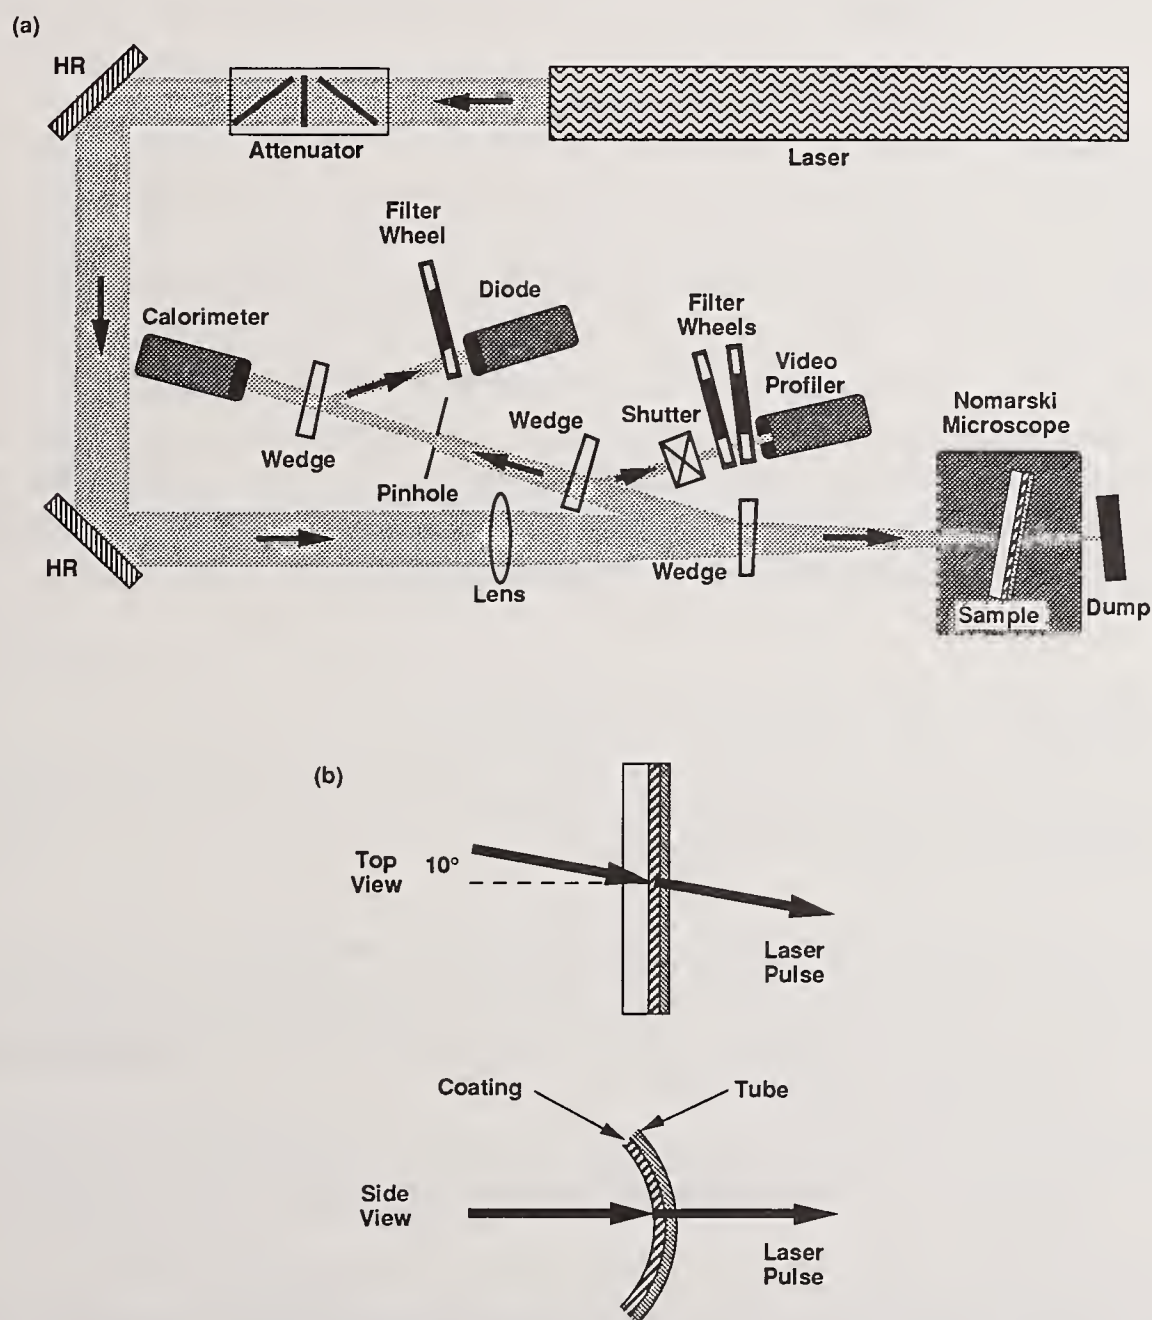 (a)
HR
Attenuator
Laser
Filter
Wheel
Diode
Calorimeter
Filter
Wheels
Video
Profiler
Shutter
Wedge
Nomarski
Microscope
Wedge
Pinhole
HR
Lens
Wedge
Sample
Dump
(b)
Top
View
10°
Laser
Pulse
Coating
Tube
Side
View
Laser
Pulse